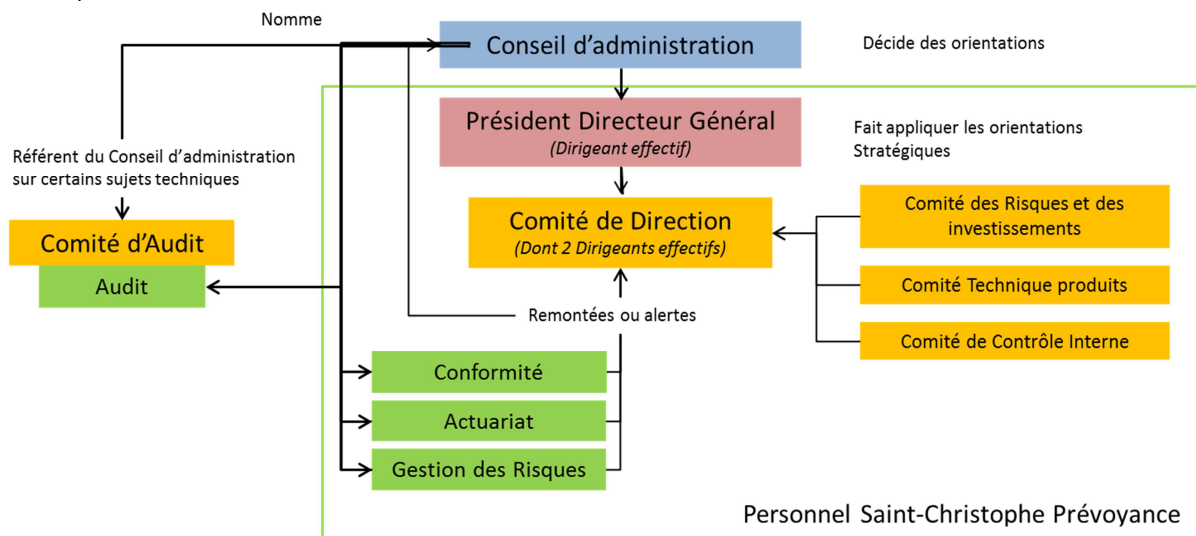 Nomme
Conseil d'administration
Décide des orientations
Président Directeur Général
(Dirigeant effectif)
Fait appliquer les orientations
Stratégiques
Référent du Conseil d'administration
sur certains sujets techniques
Comité d'Audit
Audit
Comité de Direction
(Dont 2 Dirigeants effectifs)
Comité des Risques et des
investissements
Comité Technique produits
Comité de Contrôle Interne
Remontées ou alertes
Conformité
Actuariat
Gestion des Risques
Personnel Saint-Christophe Prévoyance